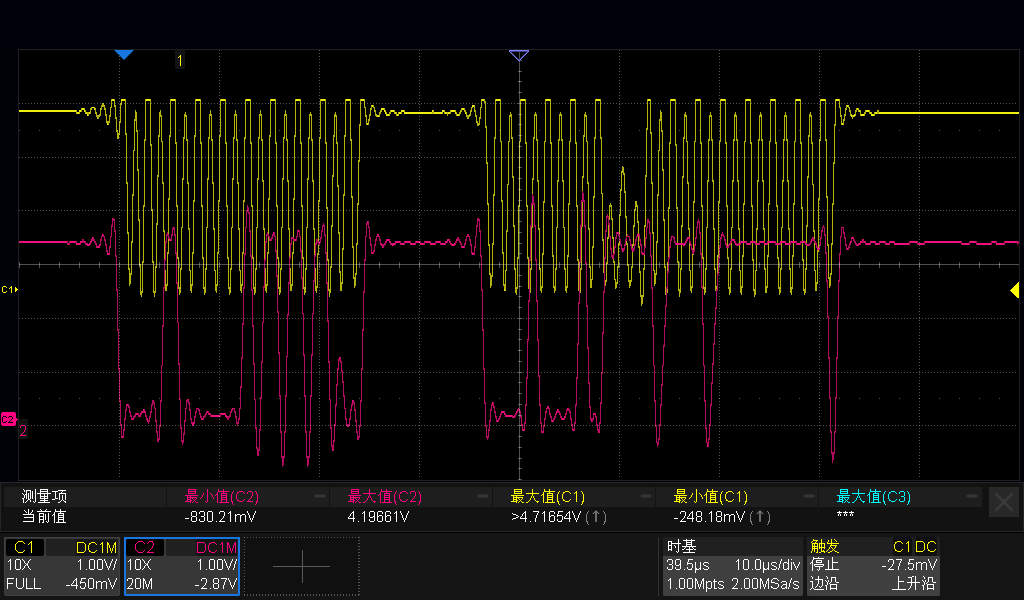 1
C1
C2
2
测量项 最小值(C2) 最大值(C2) 最大值(C1) 最小值(C1) 最大值(C3)
当前值 -830.21mV 4.19661V >4.71654V(↑) -248.18mV(↑) ***
C1 DC1M
10X 1.00V/
FULL -450mV
C2 DC1M
10X 1.00V/
20M -2.87V
时基
39.5µs 10.0µs/div
1.00Mpts 2.00MSa/s
触发 C1 DC
停止 -27.5mV
边沿 上升沿